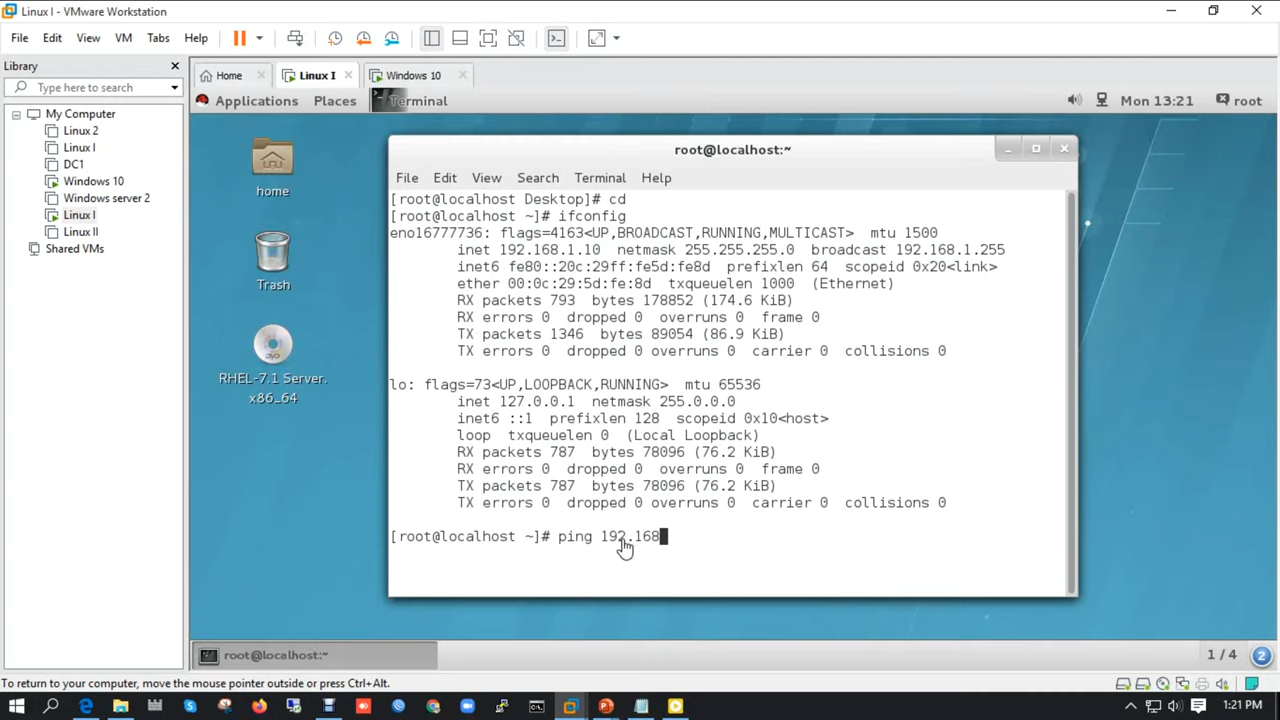 Linux I - VMware Workstation
File Edit View VM Tabs Help
Library
Type here to search
My Computer
Linux 2
Linux I
DC1
Windows 10
Windows server 2
Linux I
Linux II
Shared VMs
Home Linux I Windows 10
Applications Places Terminal Mon 13:21 root
home
Trash
RHEL-7.1 Server.
x86_64
root@localhost:~
File Edit View Search Terminal Help
[root@localhost Desktop]# cd
[root@localhost ~]# ifconfig
eno16777736: flags=4163<UP,BROADCAST,RUNNING,MULTICAST> mtu 1500
inet 192.168.1.10 netmask 255.255.255.0 broadcast 192.168.1.255
inet6 fe80::20c:29ff:fe5d:fe8d prefixlen 64 scopeid 0x20<link>
ether 00:0c:29:5d:fe:8d txqueuelen 1000 (Ethernet)
RX packets 793 bytes 178852 (174.6 KiB)
RX errors 0 dropped 0 overruns 0 frame 0
TX packets 1346 bytes 89054 (86.9 KiB)
TX errors 0 dropped 0 overruns 0 carrier 0 collisions 0
lo: flags=73<UP,LOOPBACK,RUNNING> mtu 65536
inet 127.0.0.1 netmask 255.0.0.0
inet6 ::1 prefixlen 128 scopeid 0x10<host>
loop txqueuelen 0 (Local Loopback)
RX packets 787 bytes 78096 (76.2 KiB)
RX errors 0 dropped 0 overruns 0 frame 0
TX packets 787 bytes 78096 (76.2 KiB)
TX errors 0 dropped 0 overruns 0 carrier 0 collisions 0
[root@localhost ~]# ping 192.168
root@localhost:~ 1 / 4 2
To return to your computer, move the mouse pointer outside or press Ctrl+Alt.
1:21 PM